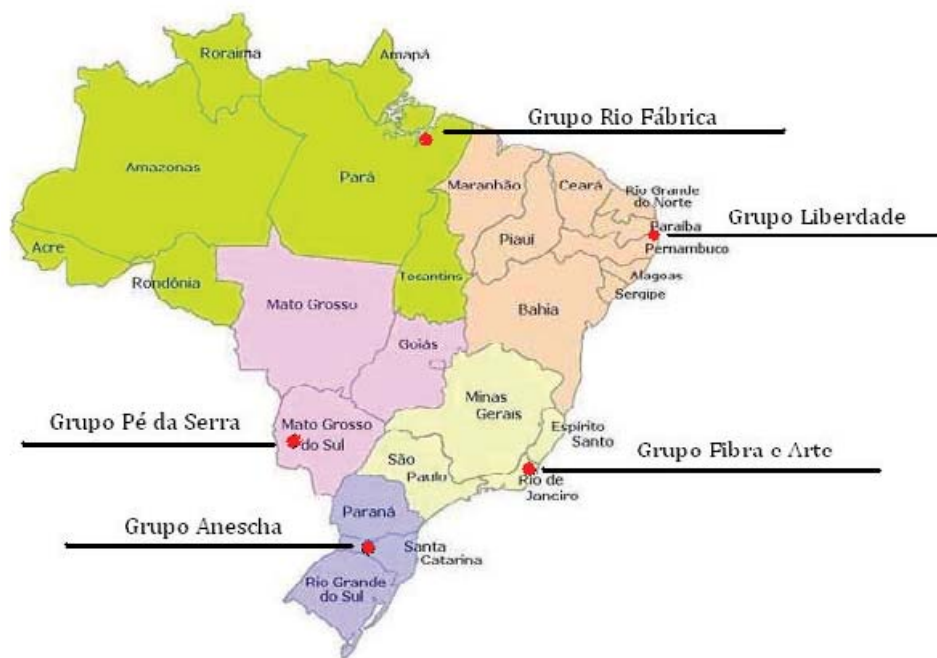 Roraima
Amapá
Grupo Rio Fábrica
Amazonas
Pará
Maranhão
Ceará
Rio Grande
do Norte
Grupo Liberdade
Paraíba
Piauí
Pernambuco
Acre
Rondônia
Tocantins
Alagoas
Sergipe
Mato Grosso
Bahia
Goiás
Minas
Gerais
Grupo Pé da Serra
Mato Grosso
do Sul
Espírito
Santo
Grupo Fibra e Arte
São
Paulo
Rio de
Janeiro
Paraná
Grupo Anescha
Santa
Catarina
Rio Grande
do Sul